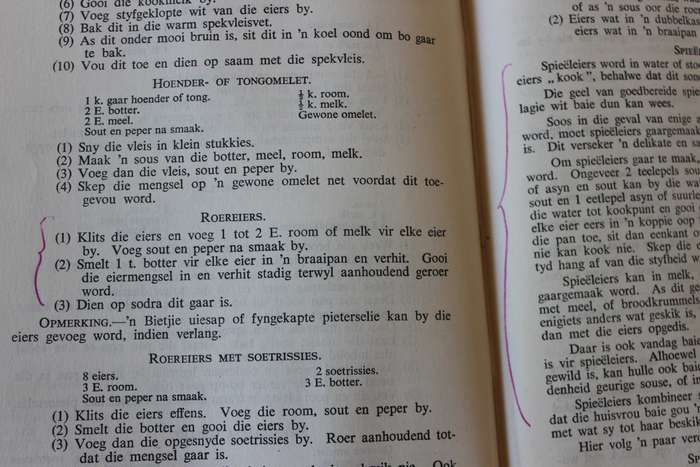 (6) Gooi die kookmelk by.
(7) Voeg styfgeklopte wit van die eiers by.
(8) Bak dit in die warm spekvleisvet.
(9) As dit onder mooi bruin is, sit dit in 'n koel oond om bo gaar
te bak.
(10) Vou dit toe en dien op saam met die spekvleis.
HOENDER- OF TONGOMELET.
1 k. gaar hoender of tong.
2 E. botter.
2 E. meel.
Sout en peper na smaak.
½ k. room.
½ k. melk.
Gewone omelet.
(1) Sny die vleis in klein stukkies.
(2) Maak 'n sous van die botter, meel, room, melk.
(3) Voeg dan die vleis, sout en peper by.
(4) Skep die mengsel op 'n gewone omelet net voordat dit toe-
gevou word.
ROEREIERS.
(1) Klits die eiers en voeg 1 tot 2 E. room of melk vir elke eier
by. Voeg sout en peper na smaak by.
(2) Smelt 1 t. botter vir elke eier in 'n braaipan en verhit. Gooi
die eiermengsel in en verhit stadig terwyl aanhoudend geroer
word.
(3) Dien op sodra dit gaar is.
OPMERKING.—'n Bietjie uiesap of fyngekapte pieterselie kan by die
eiers gevoeg word, indien verlang.
ROEREIERS MET SOETRISSIES.
8 eiers.
3 E. room.
Sout en peper na smaak.
2 soetrissies.
3 E. botter.
(1) Klits die eiers effens. Voeg die room, sout en peper by.
(2) Smelt die botter en gooi die eiers by.
(3) Voeg dan die opgesnyde soetrissies by. Roer aanhoudend tot-
dat die mengsel gaar is.
nie. Ook
of as 'n sous oor die
(2) Eiers wat in 'n
eiers wat in 'n braaipan
Spieëleiers word in water of
eiers „kook", behalwe dat dit
Die geel van goedbereide
lagie wit baie dun kan wees.
Soos in die geval van enige
word, moet spieëleiers gaargemaak
is. Dit verseker 'n delikate en
Om spieëleiers gaar te maak,
word. Ongeveer 2 teelepels
of asyn en sout kan by die
sout en 1 eetlepel asyn of
die water tot kookpunt en gooi
elke eier eers in 'n koppie
die pan toe, sit dan eenkant
nie kan kook nie. Skep die
tyd hang af van die styfheid
Spieëleiers kan in melk,
gaargemaak word. As dit
met meel, of broodkrummels
enigiets anders wat geskik is,
dan met die eiers opgedis.
Daar is ook vandag
is vir spieëleiers. Alhoewel
gewild is, kan hulle ook
denheid geurige souse, of
Spieëleiers kombineer
dat die huisvrou baie gou
met wat sy tot haar
Hier volg 'n paar